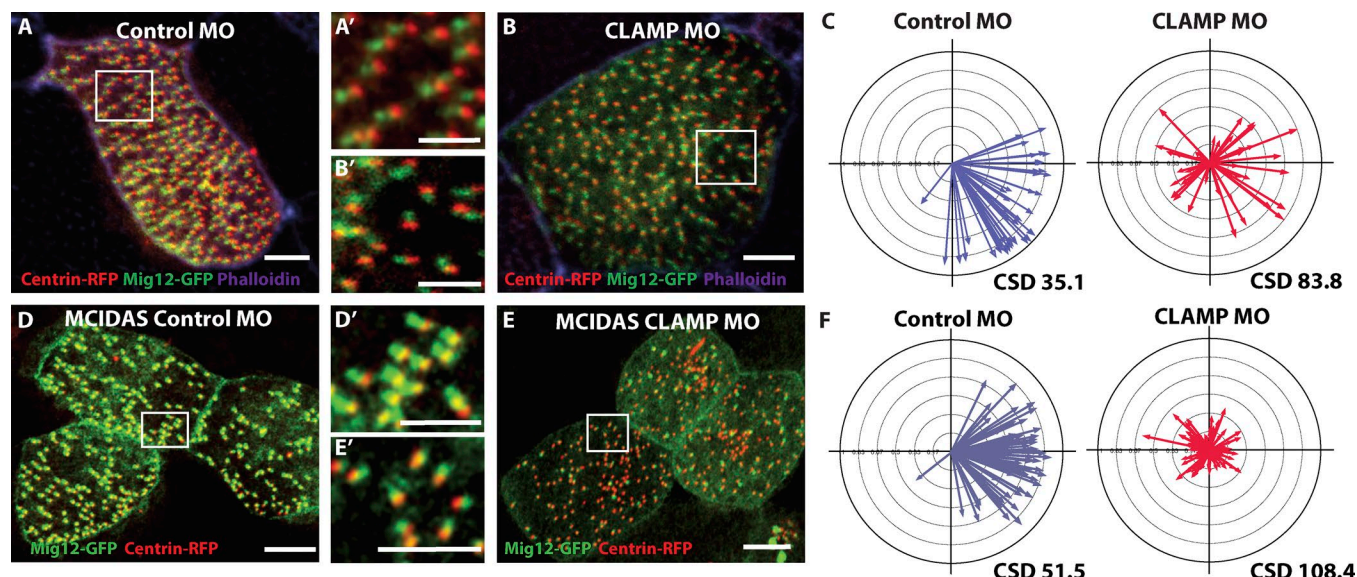 A
Control MO
Centrin-RFP Mig12-GFP Phalloidin
A′
B′
B
CLAMP MO
Centrin-RFP Mig12-GFP Phalloidin
C
Control MO
CSD 35.1
CLAMP MO
CSD 83.8
D
MCIDAS Control MO
Mig12-GFP Centrin-RFP
D′
E′
E
MCIDAS CLAMP MO
Mig12-GFP Centrin-RFP
F
Control MO
CSD 51.5
CLAMP MO
CSD 108.4